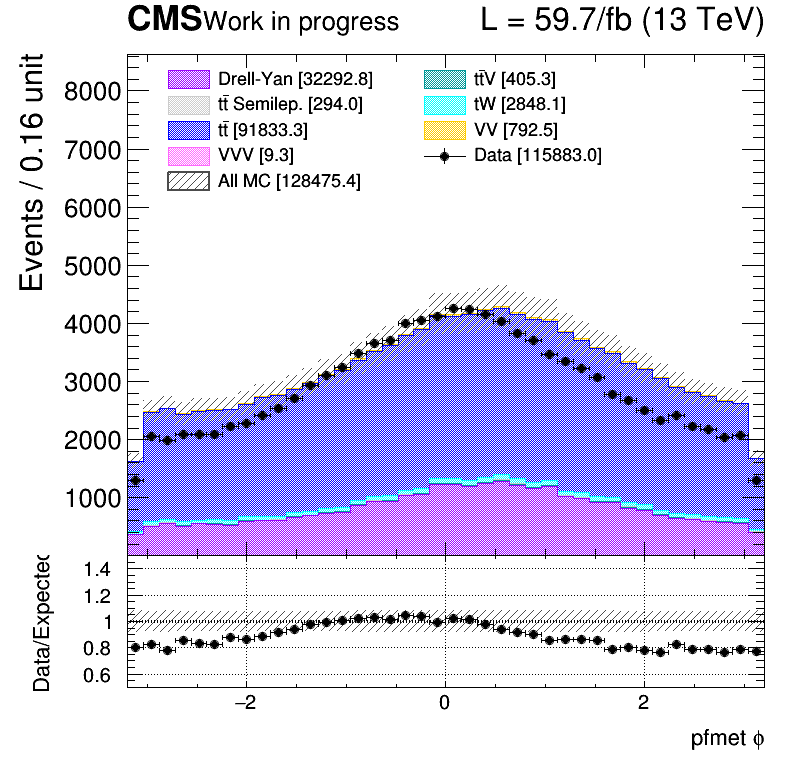 CMS Work in progress L = 59.7/fb (13 TeV)
Events / 0.16 unit
8000
7000
6000
5000
4000
3000
2000
1000
Drell-Yan [32292.8]
tt̄ Semilep. [294.0]
tt̄ [91833.3]
VVV [9.3]
All MC [128475.4]
tt̄V [405.3]
tW [2848.1]
VV [792.5]
Data [115883.0]
Data/Expected
1.4
1.2
1
0.8
0.6
−2 0 2
pfmet ϕ